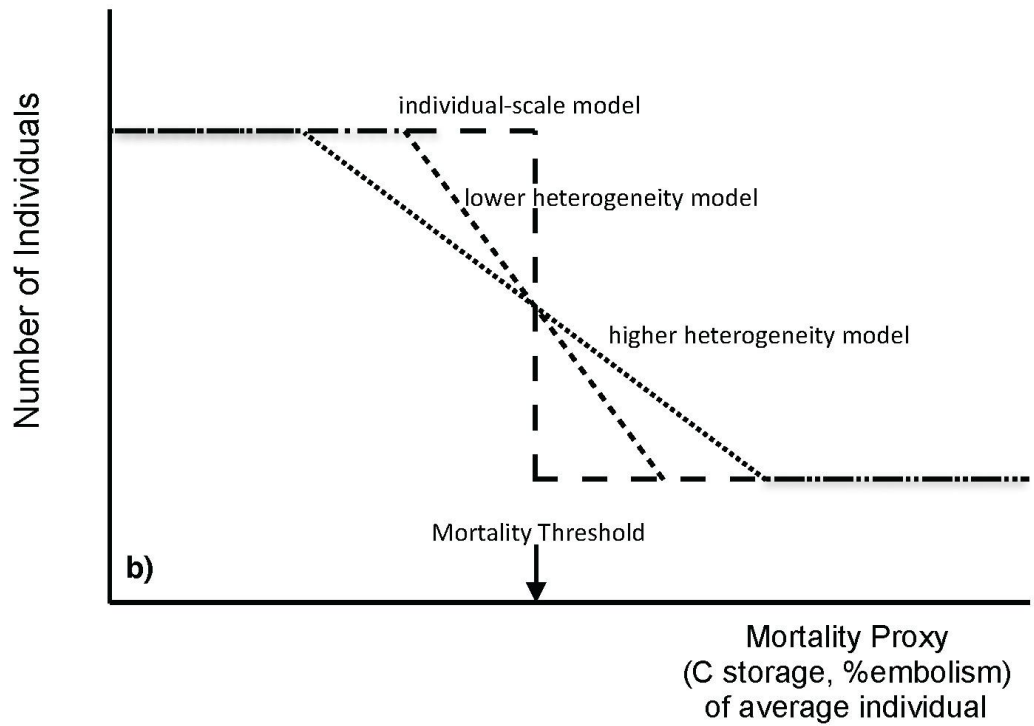 Number of Individuals
individual-scale model
lower heterogeneity model
higher heterogeneity model
Mortality Threshold
b)
Mortality Proxy
(C storage, %embolism)
of average individual